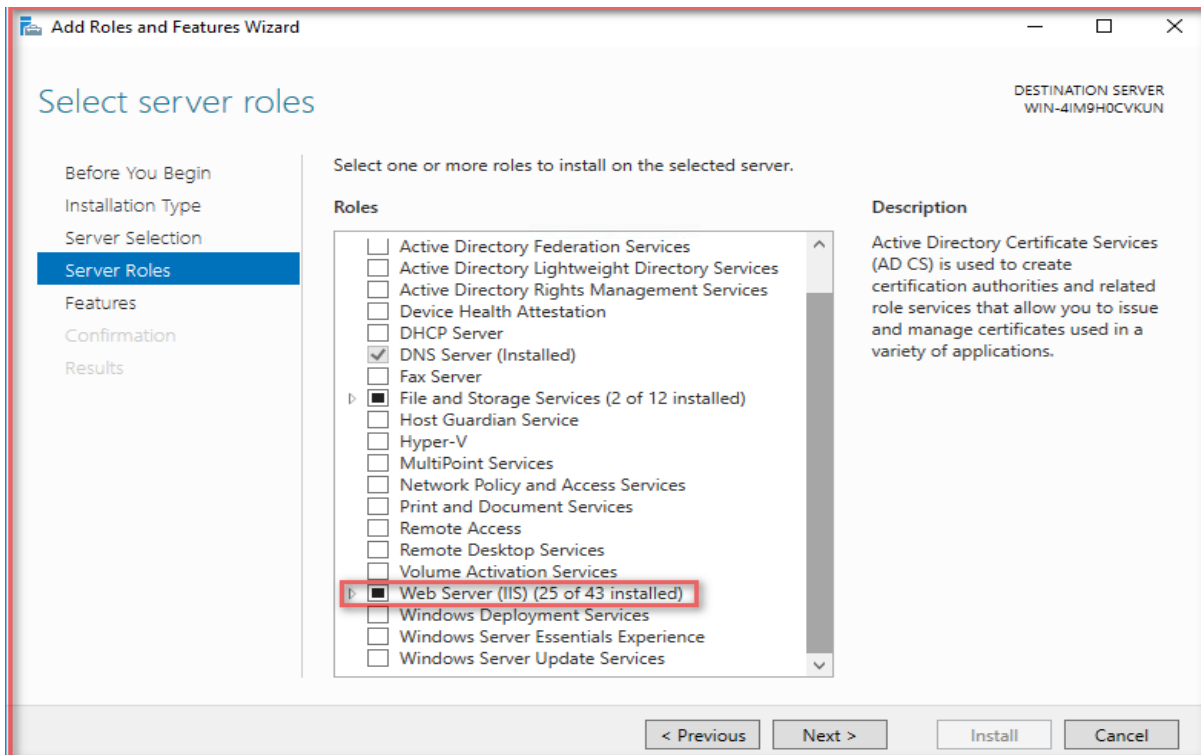 Add Roles and Features Wizard
Select server roles
DESTINATION SERVER
WIN-4IM9H0CVKUN
Before You Begin
Installation Type
Server Selection
Server Roles
Features
Confirmation
Results
Select one or more roles to install on the selected server.
Roles
Active Directory Federation Services
Active Directory Lightweight Directory Services
Active Directory Rights Management Services
Device Health Attestation
DHCP Server
DNS Server (Installed)
Fax Server
File and Storage Services (2 of 12 installed)
Host Guardian Service
Hyper-V
MultiPoint Services
Network Policy and Access Services
Print and Document Services
Remote Access
Remote Desktop Services
Volume Activation Services
Web Server (IIS) (25 of 43 installed)
Windows Deployment Services
Windows Server Essentials Experience
Windows Server Update Services
Description
Active Directory Certificate Services
(AD CS) is used to create
certification authorities and related
role services that allow you to issue
and manage certificates used in a
variety of applications.
< Previous
Next >
Install
Cancel